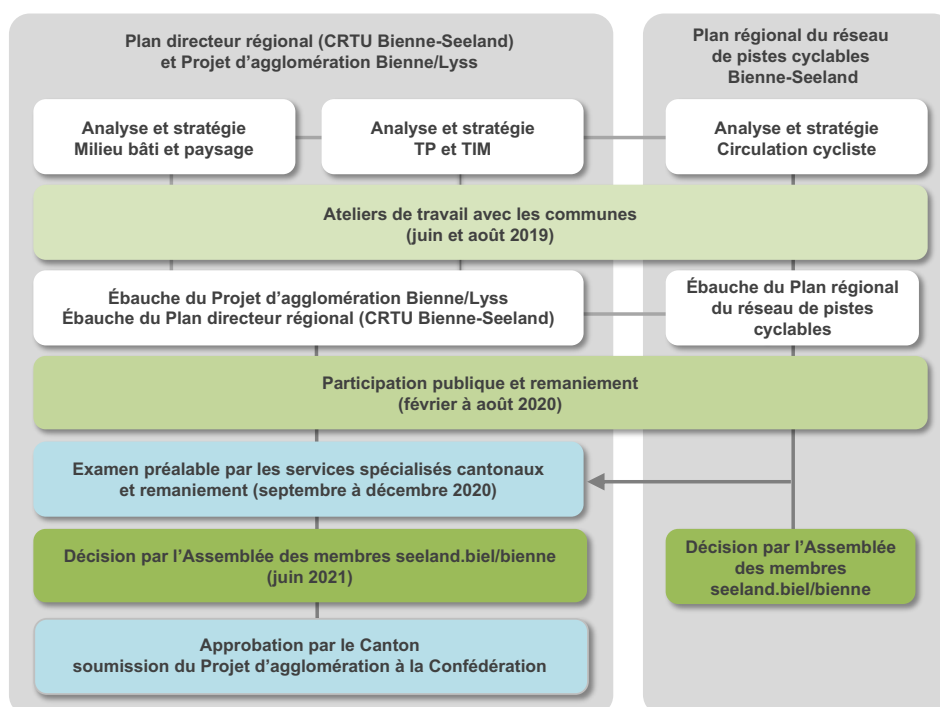 Plan directeur régional (CRTU Bienne-Seeland)
et Projet d'agglomération Bienne/Lyss
Plan régional du réseau
de pistes cyclables
Bienne-Seeland
Analyse et stratégie
Milieu bâti et paysage
Analyse et stratégie
TP et TIM
Analyse et stratégie
Circulation cycliste
Ateliers de travail avec les communes
(juin et août 2019)
Ébauche du Projet d'agglomération Bienne/Lyss
Ébauche du Plan directeur régional (CRTU Bienne-Seeland)
Ébauche du Plan régional
du réseau de pistes
cyclables
Participation publique et remaniement
(février à août 2020)
Examen préalable par les services spécialisés cantonaux
et remaniement (septembre à décembre 2020)
Décision par l'Assemblée des membres seeland.biel/bienne
(juin 2021)
Décision par l'Assemblée
des membres
seeland.biel/bienne
Approbation par le Canton
soumission du Projet d'agglomération à la Confédération